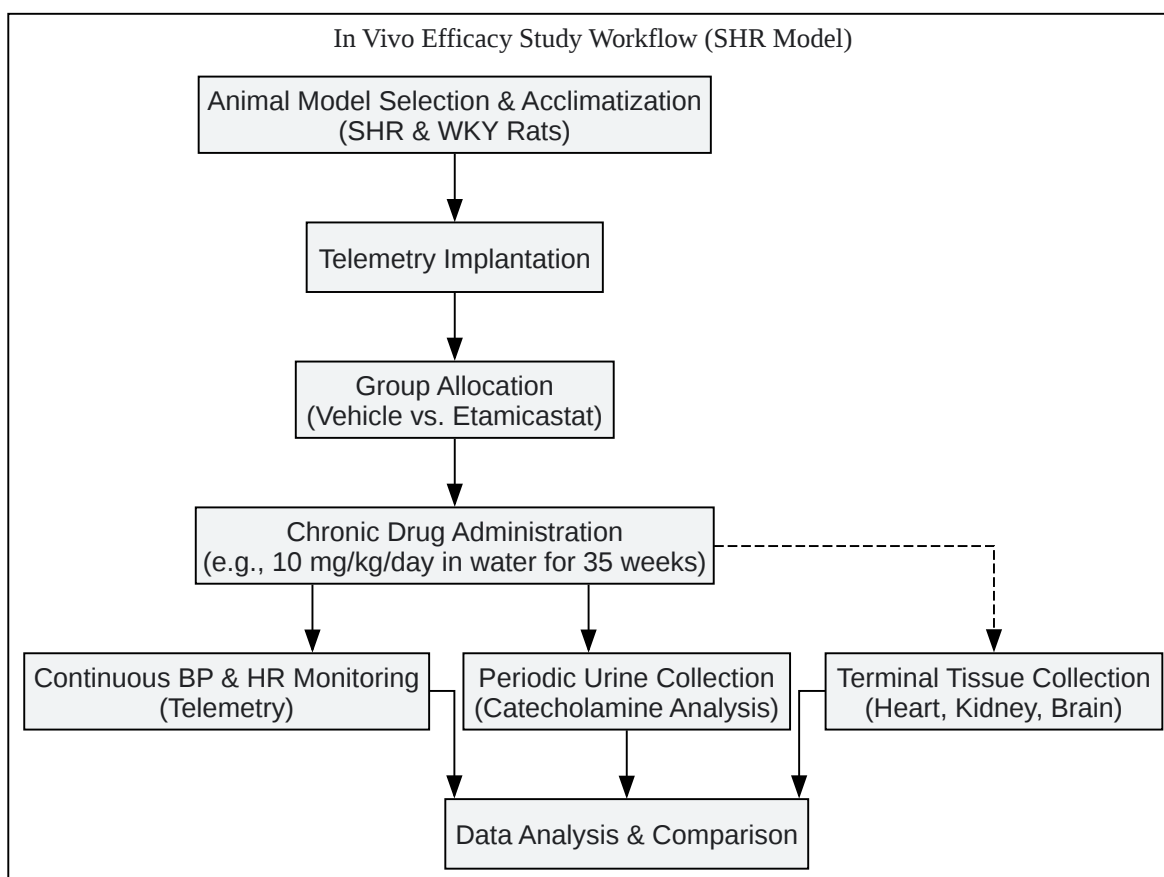 In Vivo Efficacy Study Workflow (SHR Model)
Animal Model Selection & Acclimatization
(SHR & WKY Rats)
Telemetry Implantation
Group Allocation
(Vehicle vs. Etamicastat)
Chronic Drug Administration
(e.g., 10 mg/kg/day in water for 35 weeks)
Continuous BP & HR Monitoring
(Telemetry)
Periodic Urine Collection
(Catecholamine Analysis)
Terminal Tissue Collection
(Heart, Kidney, Brain)
Data Analysis & Comparison